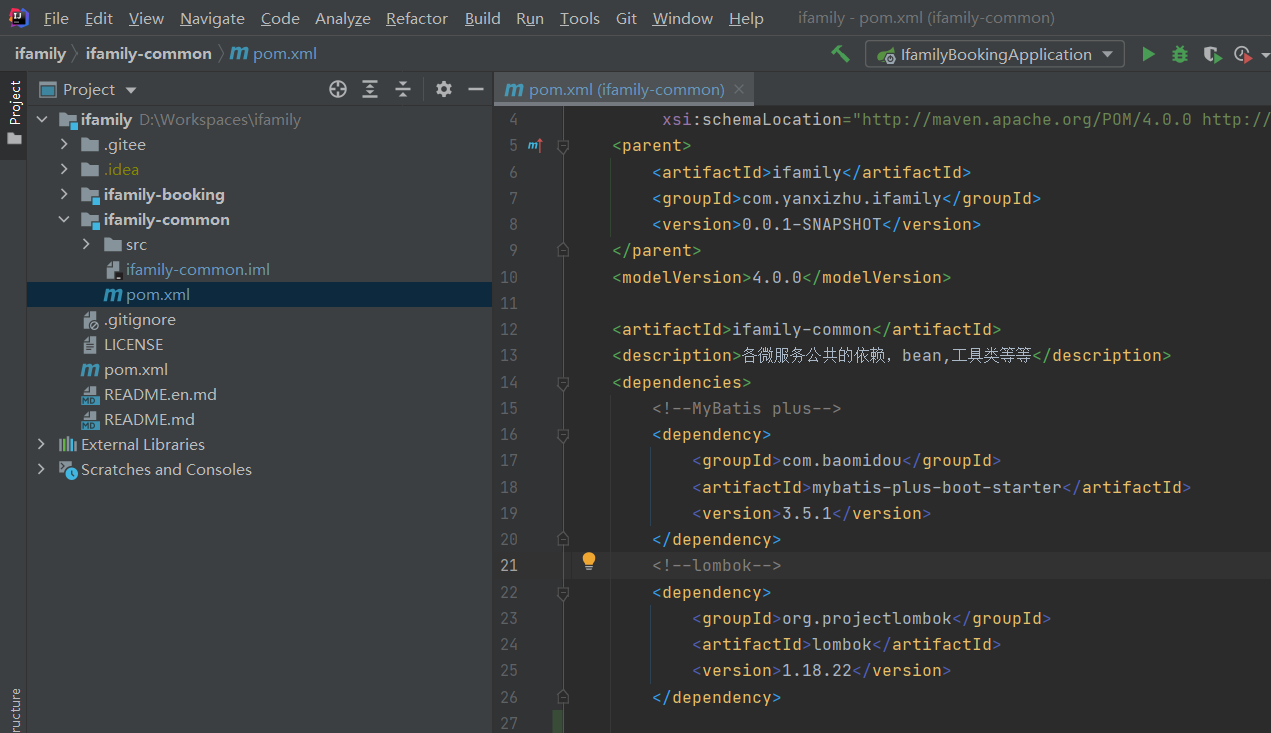 File Edit View Navigate Code Analyze Refactor Build Run Tools Git Window Help ifamily - pom.xml (ifamily-common)
ifamily ifamily-common m pom.xml IfamilyBookingApplication
Project
Project
ifamily D:\Workspaces\ifamily
.gitee
.idea
ifamily-booking
ifamily-common
src
ifamily-common.iml
pom.xml
.gitignore
LICENSE
pom.xml
README.en.md
README.md
External Libraries
Scratches and Consoles
ructure
pom.xml (ifamily-common)
4 xsi:schemaLocation="http://maven.apache.org/POM/4.0.0 http://
5 <parent>
6 <artifactId>ifamily</artifactId>
7 <groupId>com.yanxizhu.ifamily</groupId>
8 <version>0.0.1-SNAPSHOT</version>
9 </parent>
10 <modelVersion>4.0.0</modelVersion>
11
12 <artifactId>ifamily-common</artifactId>
13 <description>各微服务公共的依赖，bean,工具类等等</description>
14 <dependencies>
15 <!--MyBatis plus-->
16 <dependency>
17 <groupId>com.baomidou</groupId>
18 <artifactId>mybatis-plus-boot-starter</artifactId>
19 <version>3.5.1</version>
20 </dependency>
21 <!--lombok-->
22 <dependency>
23 <groupId>org.projectlombok</groupId>
24 <artifactId>lombok</artifactId>
25 <version>1.18.22</version>
26 </dependency>
27